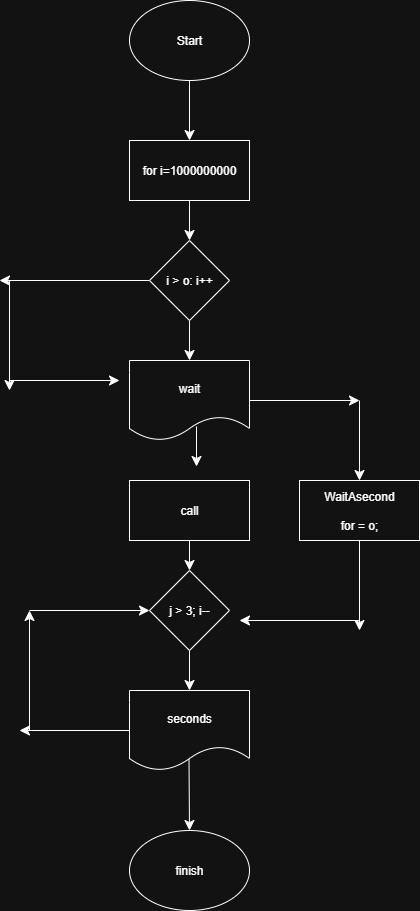 Start
for i=1000000000
i > o: i++
wait
WaitAsecond
for = o;
call
j > 3; i--
seconds
finish